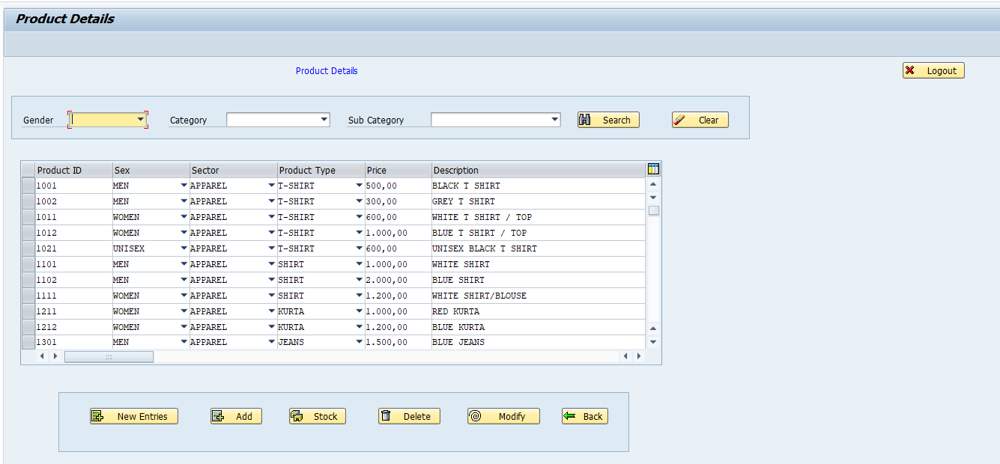 Product Details
Product Details
Logout
Gender Category Sub Category Search Clear
Product ID Sex Sector Product Type Price Description
1001 MEN APPAREL T-SHIRT 500,00 BLACK T SHIRT
1002 MEN APPAREL T-SHIRT 300,00 GREY T SHIRT
1011 WOMEN APPAREL T-SHIRT 600,00 WHITE T SHIRT / TOP
1012 WOMEN APPAREL T-SHIRT 1.000,00 BLUE T SHIRT / TOP
1021 UNISEX APPAREL T-SHIRT 600,00 UNISEX BLACK T SHIRT
1101 MEN APPAREL SHIRT 1.000,00 WHITE SHIRT
1102 MEN APPAREL SHIRT 2.000,00 BLUE SHIRT
1111 WOMEN APPAREL SHIRT 1.200,00 WHITE SHIRT/BLOUSE
1211 WOMEN APPAREL KURTA 1.000,00 RED KURTA
1212 WOMEN APPAREL KURTA 1.200,00 BLUE KURTA
1301 MEN APPAREL JEANS 1.500,00 BLUE JEANS
New Entries Add Stock Delete Modify Back